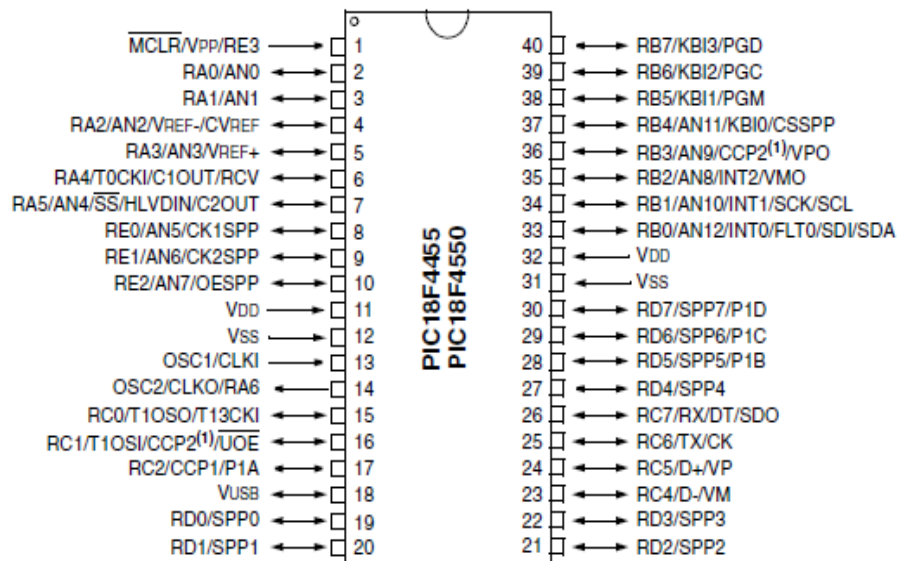 MCLR/VPP/RE3 1
RA0/AN0 2
RA1/AN1 3
RA2/AN2/VREF-/CVREF 4
RA3/AN3/VREF+ 5
RA4/T0CKI/C1OUT/RCV 6
RA5/AN4/SS/HLVDIN/C2OUT 7
RE0/AN5/CK1SPP 8
RE1/AN6/CK2SPP 9
RE2/AN7/OESPP 10
VDD 11
VSS 12
OSC1/CLKI 13
OSC2/CLKO/RA6 14
RC0/T1OSO/T13CKI 15
RC1/T1OSI/CCP2(1)/UOE 16
RC2/CCP1/P1A 17
VUSB 18
RD0/SPP0 19
RD1/SPP1 20
PIC18F4455
PIC18F4550
40 RB7/KBI3/PGD
39 RB6/KBI2/PGC
38 RB5/KBI1/PGM
37 RB4/AN11/KBI0/CSSPP
36 RB3/AN9/CCP2(1)/VPO
35 RB2/AN8/INT2/VMO
34 RB1/AN10/INT1/SCK/SCL
33 RB0/AN12/INT0/FLT0/SDI/SDA
32 VDD
31 VSS
30 RD7/SPP7/P1D
29 RD6/SPP6/P1C
28 RD5/SPP5/P1B
27 RD4/SPP4
26 RC7/RX/DT/SDO
25 RC6/TX/CK
24 RC5/D+/VP
23 RC4/D-/VM
22 RD3/SPP3
21 RD2/SPP2